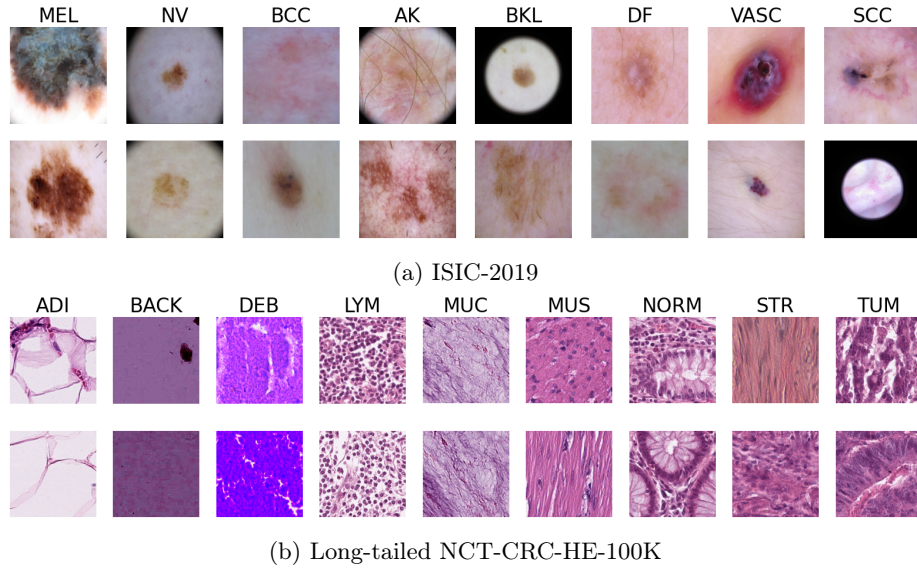 MEL NV BCC AK BKL DF VASC SCC
(a) ISIC-2019
ADI BACK DEB LYM MUC MUS NORM STR TUM
(b) Long-tailed NCT-CRC-HE-100K